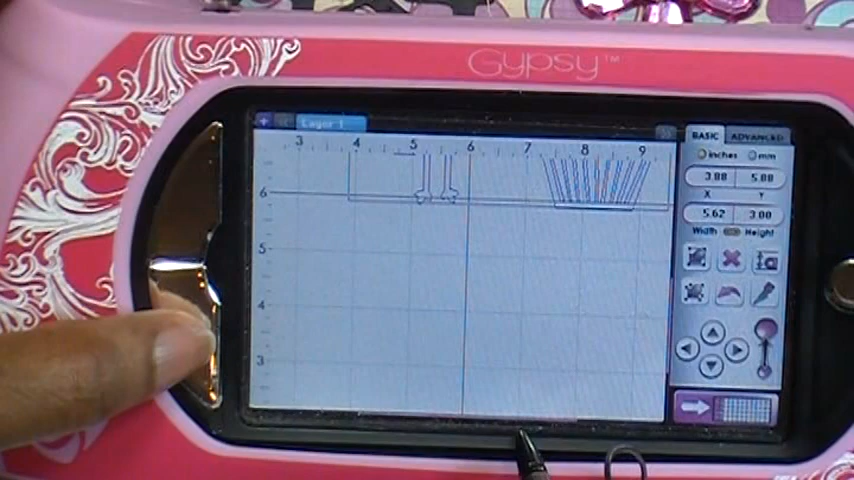 Gypsy™
Layer 1
BASIC ADVANCED
inches mm
3 4 5 6 7 8 9
3.88 5.88
X Y
6
5.62 3.00
Width Height
5
4
3